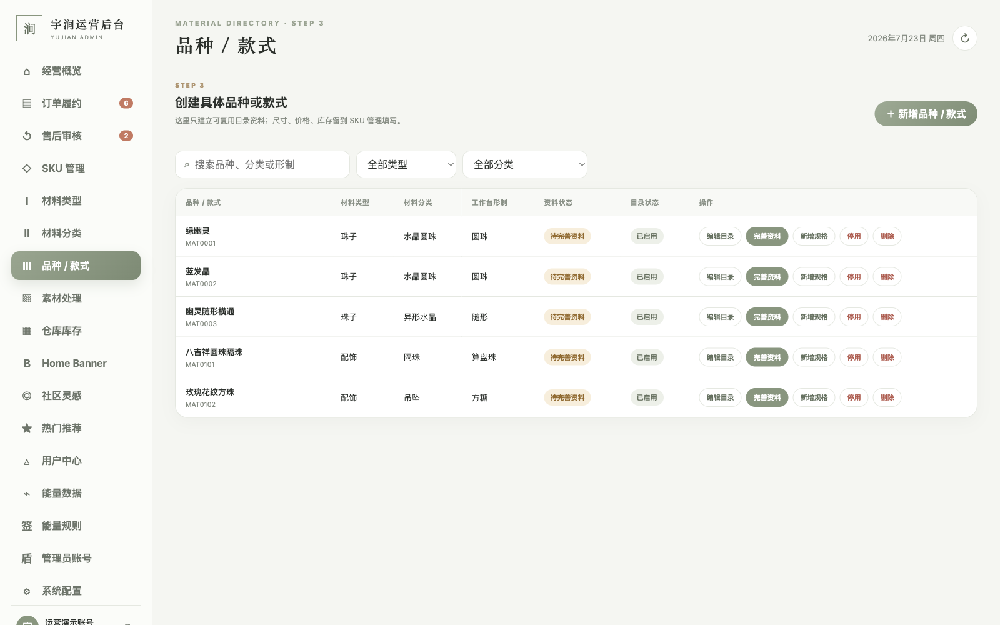 涧
宇涧运营后台
YUJIAN ADMIN
经营概览
订单履约 6
售后审核 2
SKU 管理
I 材料类型
II 材料分类
III 品种 / 款式
素材处理
仓库库存
B Home Banner
社区灵感
热门推荐
用户中心
能量数据
签 能量规则
盾 管理员账号
系统配置
运营演示账号
MATERIAL DIRECTORY · STEP 3
品种 / 款式
2026年7月23日 周四
STEP 3
创建具体品种或款式
这里只建立可复用目录资料；尺寸、价格、库存留到 SKU 管理填写。
+ 新增品种 / 款式
搜索品种、分类或形制 全部类型 全部分类
品种 / 款式 材料类型 材料分类 工作台形制 资料状态 目录状态 操作
绿幽灵
MAT0001
珠子 水晶圆珠 圆珠 待完善资料 已启用 编辑目录 完善资料 新增规格 停用 删除
蓝发晶
MAT0002
珠子 水晶圆珠 圆珠 待完善资料 已启用 编辑目录 完善资料 新增规格 停用 删除
幽灵随形横通
MAT0003
珠子 异形水晶 随形 待完善资料 已启用 编辑目录 完善资料 新增规格 停用 删除
八吉祥圆珠隔珠
MAT0101
配饰 隔珠 算盘珠 待完善资料 已启用 编辑目录 完善资料 新增规格 停用 删除
玫瑰花纹方珠
MAT0102
配饰 吊坠 方糖 待完善资料 已启用 编辑目录 完善资料 新增规格 停用 删除